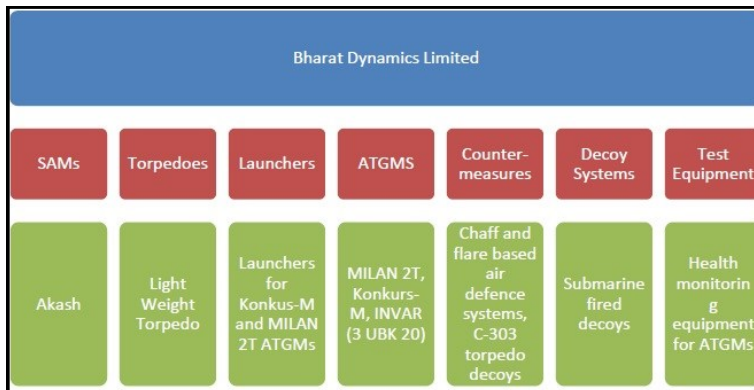 Bharat Dynamics Limited
SAMs
Torpedoes
Launchers
ATGMS
Counter-
measures
Decoy
Systems
Test
Equipment
Akash
Light
Weight
Torpedo
Launchers
for
Konkus-M
and MILAN
2T ATGMs
MILAN 2T,
Konkurs-
M, INVAR
(3 UBK 20)
Chaff and
flare based
air
defence
systems,
C-303
torpedo
decoys
Submarine
fired
decoys
Health
monitorin
g
equipment
for ATGMs